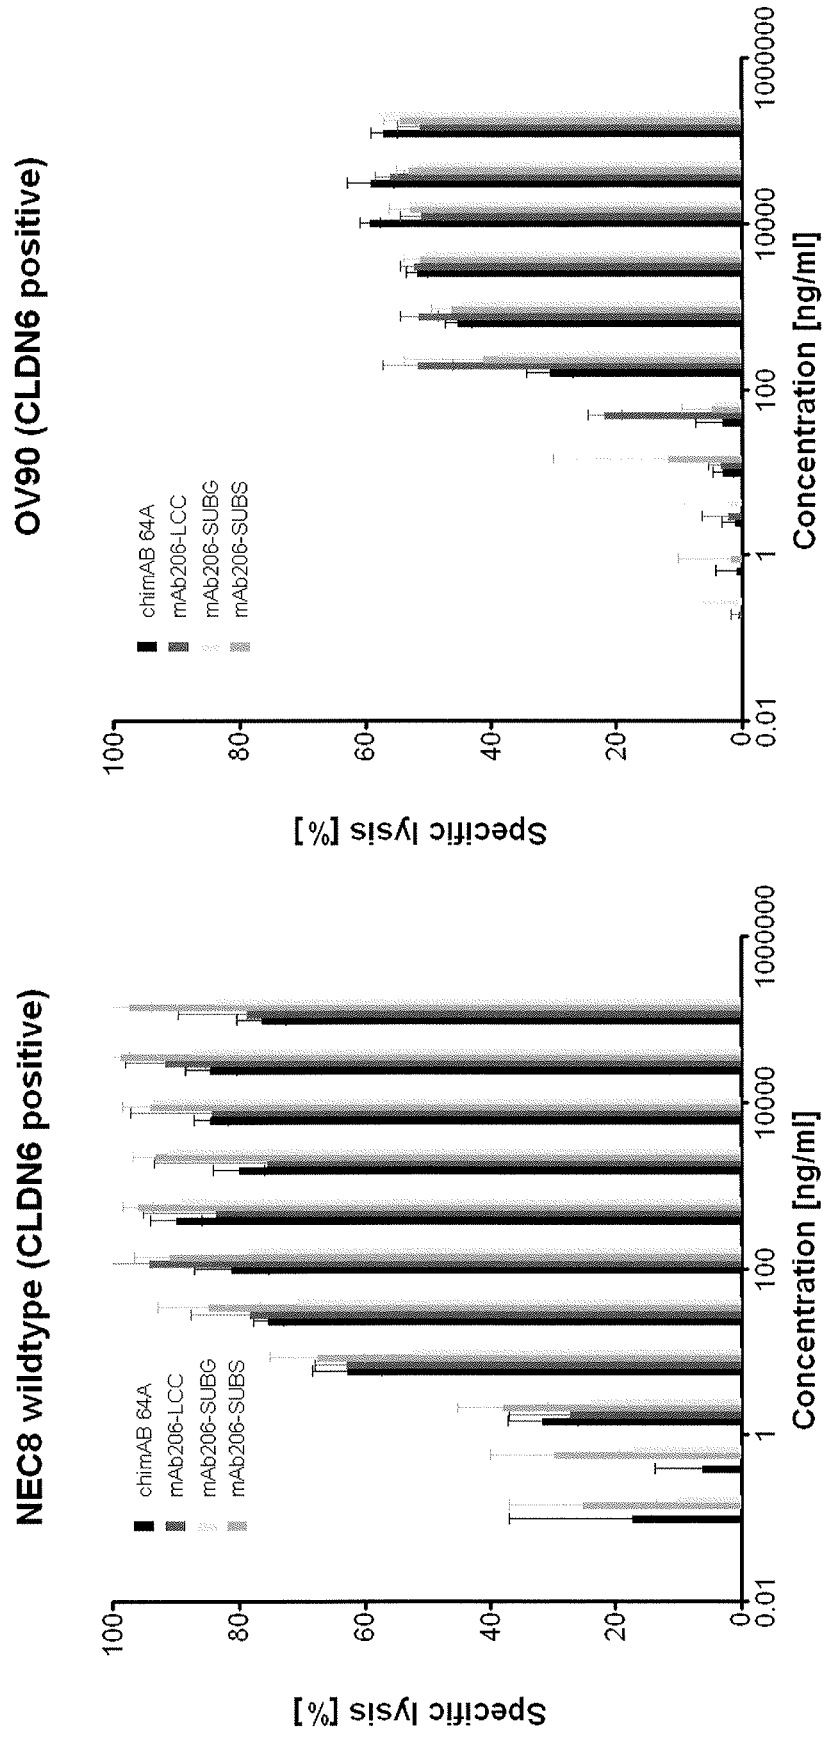 NEC8 wildtype (CLDN6 positive)
chimAB 64A
mAb206-LCC
mAb206-SUBG
mAb206-SUBS
Specific lysis [%]
100
80
60
40
20
0
0.01
1
100
10000
1000000
Concentration [ng/ml]
OV90 (CLDN6 positive)
chimAB 64A
mAb206-LCC
mAb206-SUBG
mAb206-SUBS
Specific lysis [%]
100
80
60
40
20
0
0.01
1
100
10000
1000000
Concentration [ng/ml]